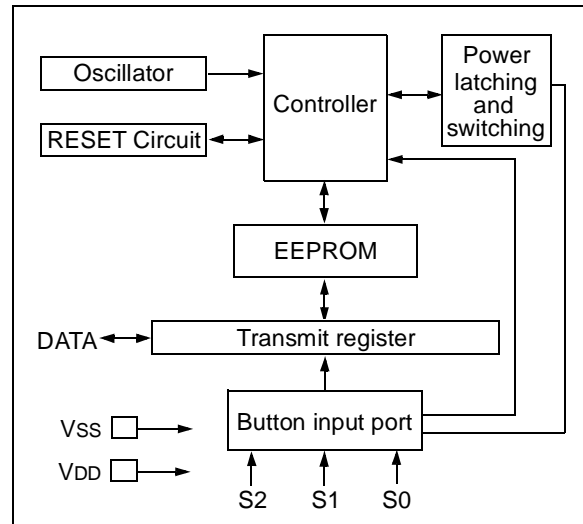 Oscillator
RESET Circuit
Controller
Power
latching
and
switching
EEPROM
DATA
Transmit register
Button input port
VSS
VDD
S2
S1
S0